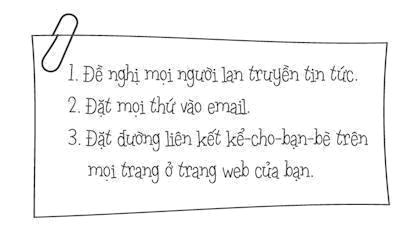 1. Đề nghị mọi người lan truyền tin tức.
2. Đặt mọi thứ vào email.
3. Đặt đường liên kết kể-cho-bạn-bè trên
mọi trang ở trang web của bạn.